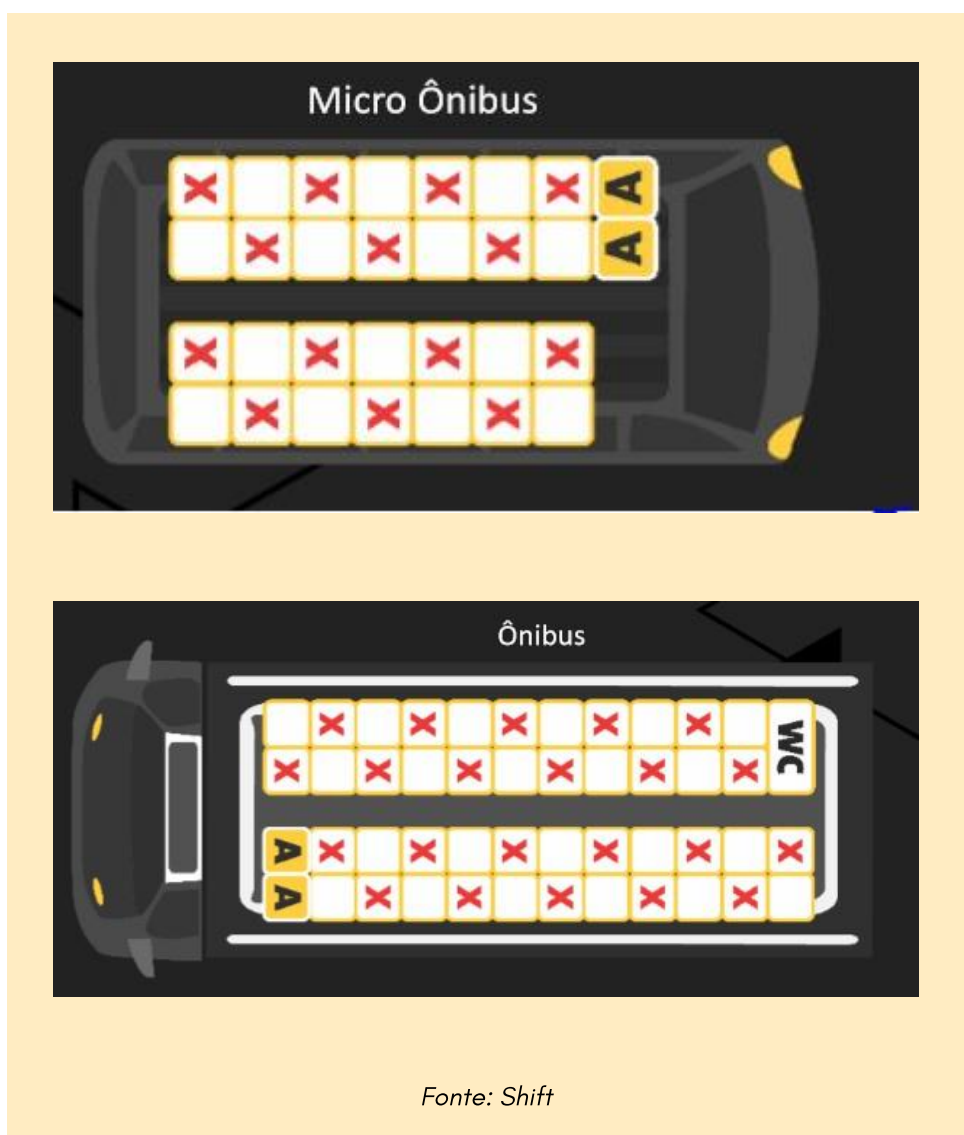 Micro Ônibus
X X X X A
X X X A
X X X X
X X X
Ônibus
X X X X X WC
X X X X X X
A X X X X X X
A X X X X X
Fonte: Shift